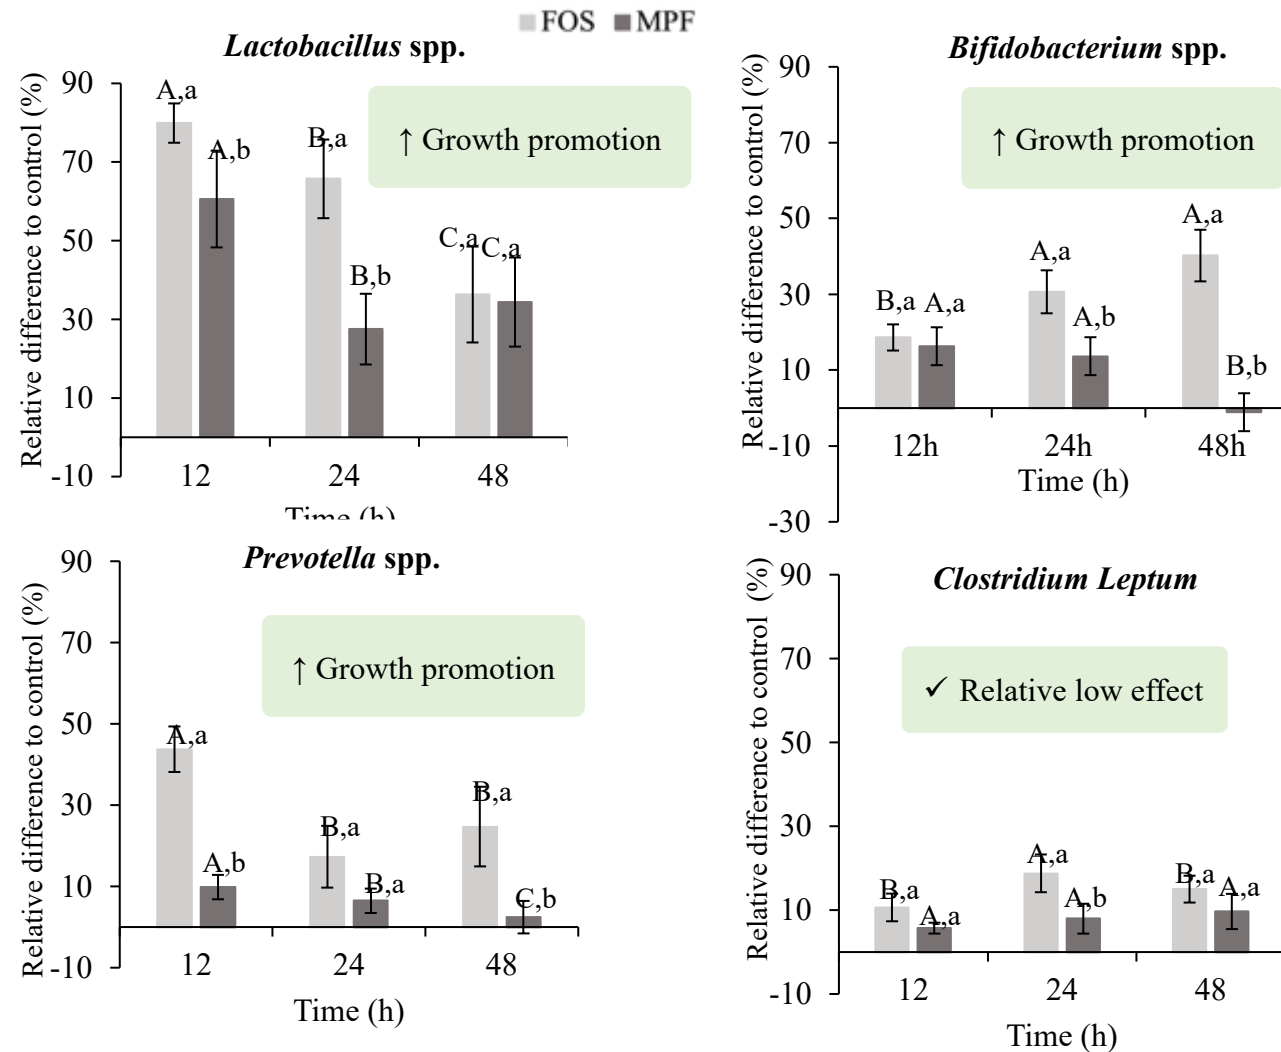 FOS MPF
Lactobacillus spp.
Relative difference to control (%)
90
70
50
30
10
-10
A,a
A,b
B,a
B,b
C,a
C,a
↑ Growth promotion
12 24 48
Time (h)
Bifidobacterium spp.
Relative difference to control (%)
90
70
50
30
10
-10
-30
B,a
A,a
A,a
A,b
A,a
B,b
↑ Growth promotion
12h 24h 48h
Time (h)
Prevotella spp.
Relative difference to control (%)
90
70
50
30
10
-10
A,a
A,b
B,a
B,a
B,a
C,b
↑ Growth promotion
12 24 48
Time (h)
Clostridium Leptum
Relative difference to control (%)
90
70
50
30
10
-10
B,a
A,a
A,a
A,b
B,a
A,a
✓ Relative low effect
12 24 48
Time (h)